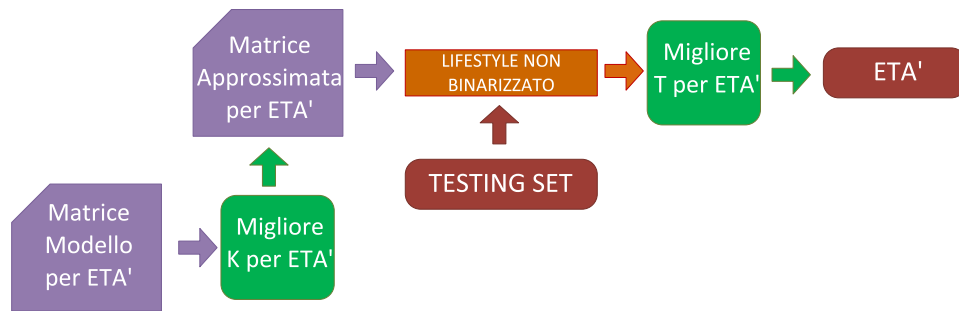 Matrice
Approssimata
per ETA'
LIFESTYLE NON
BINARIZZATO
Migliore
T per ETA'
ETA'
TESTING SET
Matrice
Modello
per ETA'
Migliore
K per ETA'